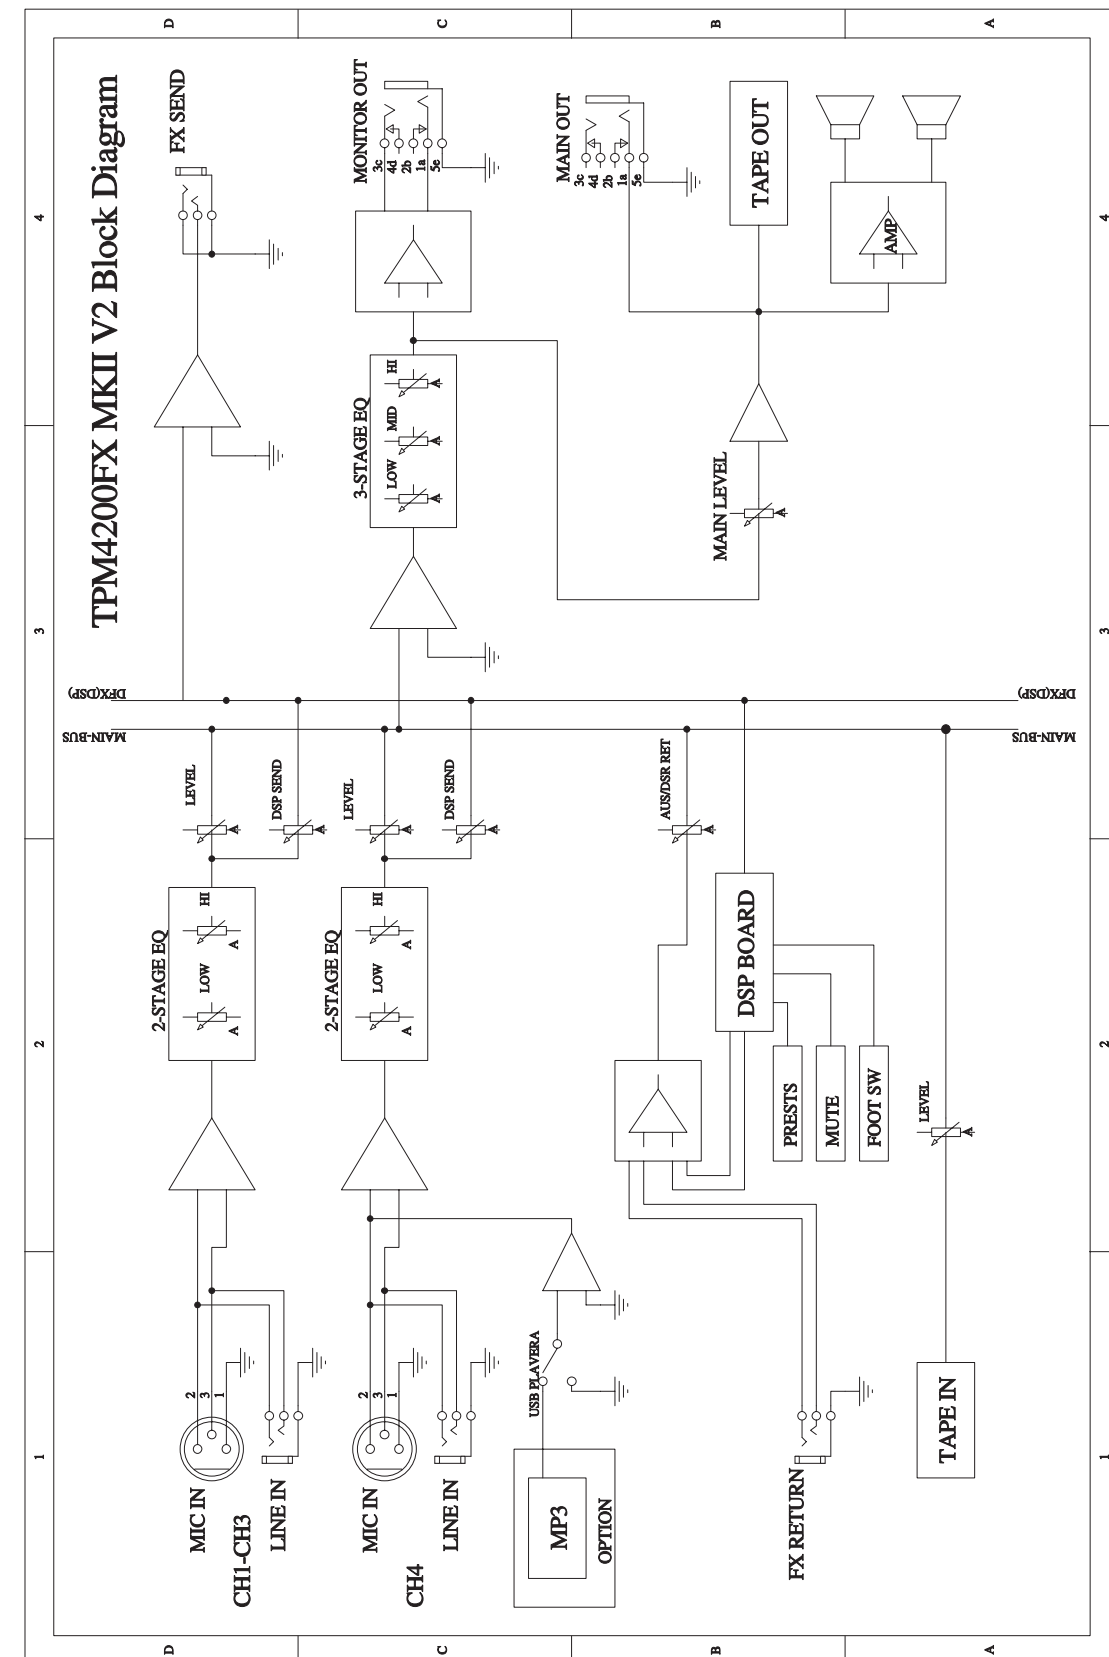 TPM4200FX MKII V2 Block Diagram
D
C
B
A
1
2
3
4
MIC IN
CH1-CH3
LINE IN
2
3
1
2-STAGE EQ
LOW
HI
A
A
LEVEL
A
DSP SEND
A
MAIN-BUS
DFX(DSP)
FX SEND
MIC IN
CH4
LINE IN
2
3
1
2-STAGE EQ
LOW
HI
A
A
LEVEL
A
DSP SEND
A
3-STAGE EQ
LOW
MID
HI
A
A
A
MONITOR OUT
3c
4d
2b
1a
5e
MP3
OPTION
USB PLAVERA
MAIN OUT
3c
4d
2b
1a
5e
MAIN LEVEL
A
TAPE OUT
AMP
AUS/DSR RET
A
DSP BOARD
PRESTS
MUTE
FOOT SW
FX RETURN
TAPE IN
LEVEL
A
MAIN-BUS
DFX(DSP)
1
2
3
4
D
C
B
A